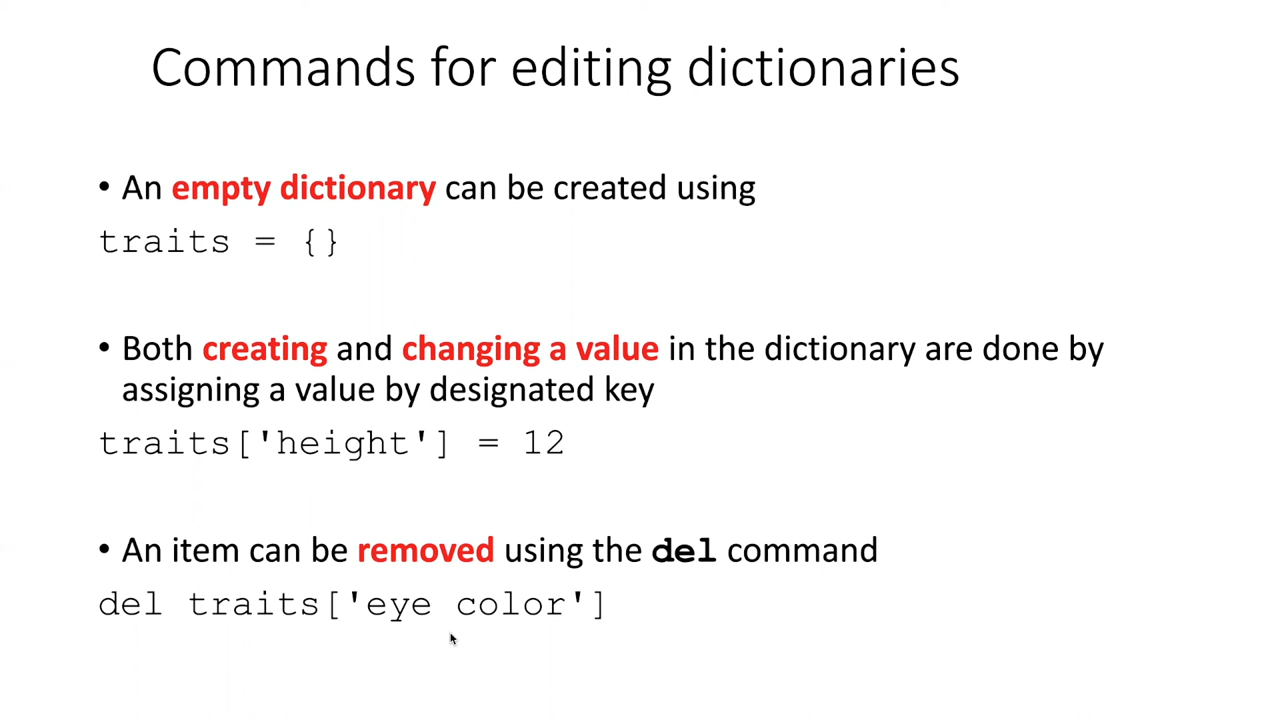 Commands for editing dictionaries
• An empty dictionary can be created using
traits = {}
• Both creating and changing a value in the dictionary are done by
assigning a value by designated key
traits['height'] = 12
• An item can be removed using the del command
del traits['eye color']